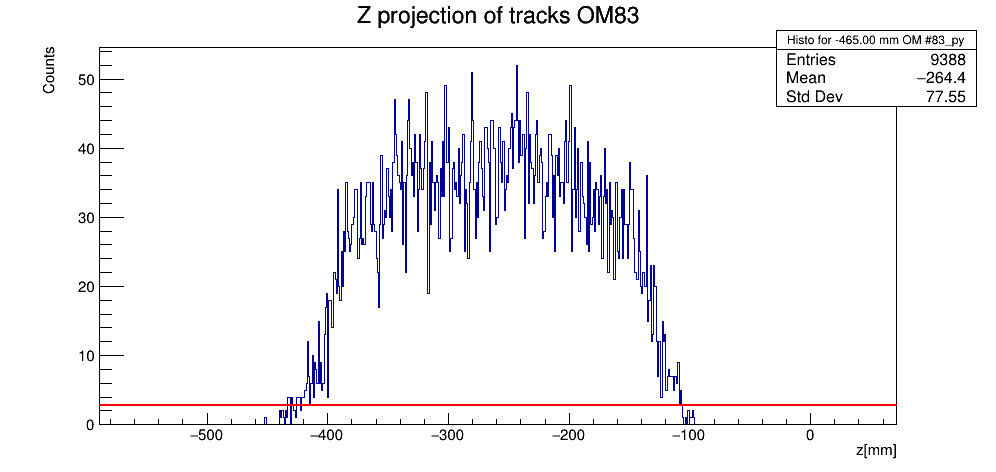 Z projection of tracks OM83
Histo for -465.00 mm OM #83_py
Entries 9388
Mean −264.4
Std Dev 77.55
Counts
50
40
30
20
10
0
−500 −400 −300 −200 −100 0
z[mm]